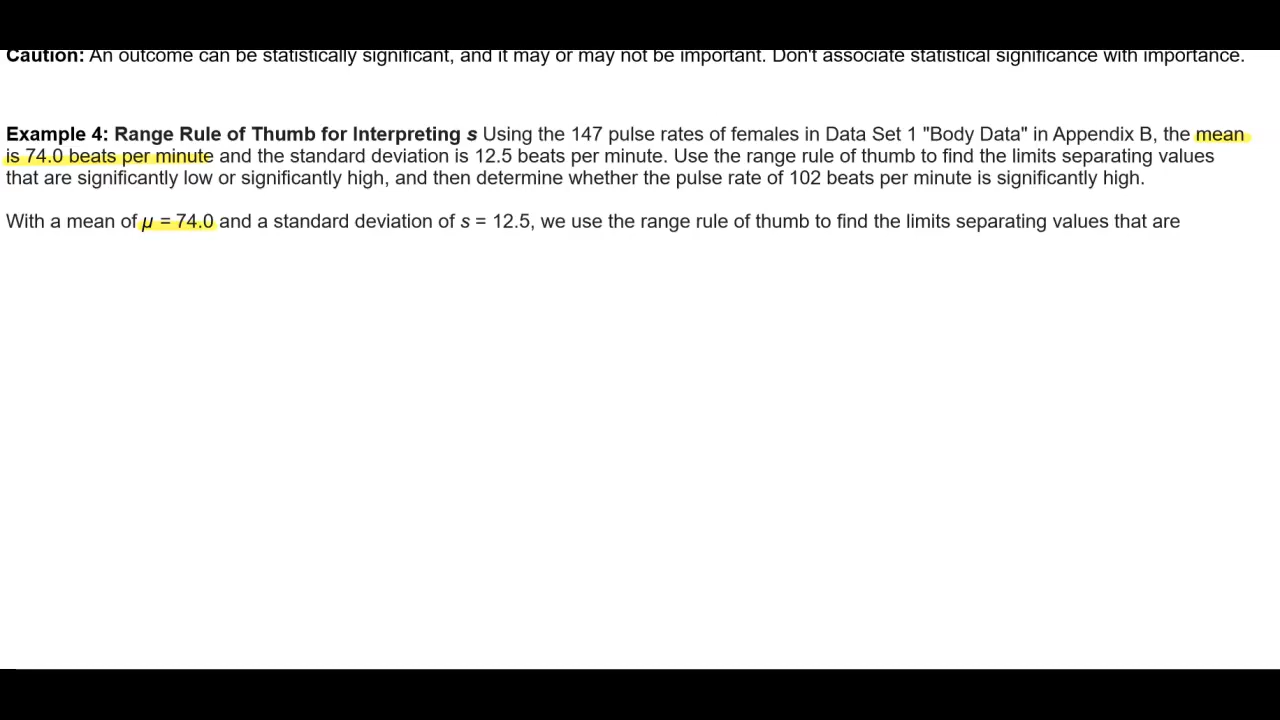 Caution: An outcome can be statistically significant, and it may or may not be important. Don't associate statistical significance with importance.
Example 4: Range Rule of Thumb for Interpreting s Using the 147 pulse rates of females in Data Set 1 "Body Data" in Appendix B, the mean
is 74.0 beats per minute and the standard deviation is 12.5 beats per minute. Use the range rule of thumb to find the limits separating values
that are significantly low or significantly high, and then determine whether the pulse rate of 102 beats per minute is significantly high.
With a mean of μ = 74.0 and a standard deviation of s = 12.5, we use the range rule of thumb to find the limits separating values that are